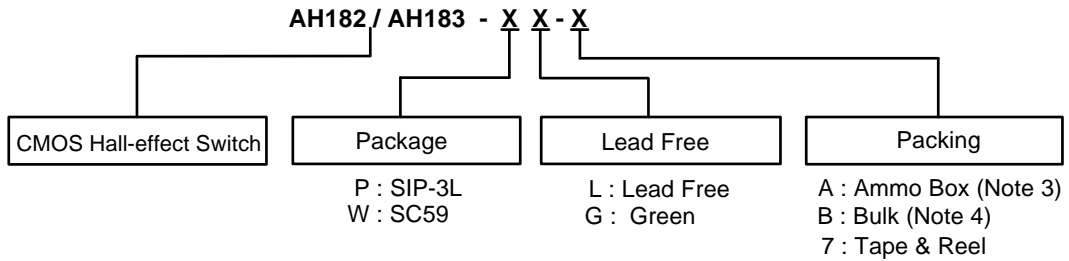 AH182 / AH183 - X X - X
CMOS Hall-effect Switch
Package
Lead Free
Packing
P : SIP-3L
W : SC59
L : Lead Free
G : Green
A : Ammo Box (Note 3)
B : Bulk (Note 4)
7 : Tape & Reel